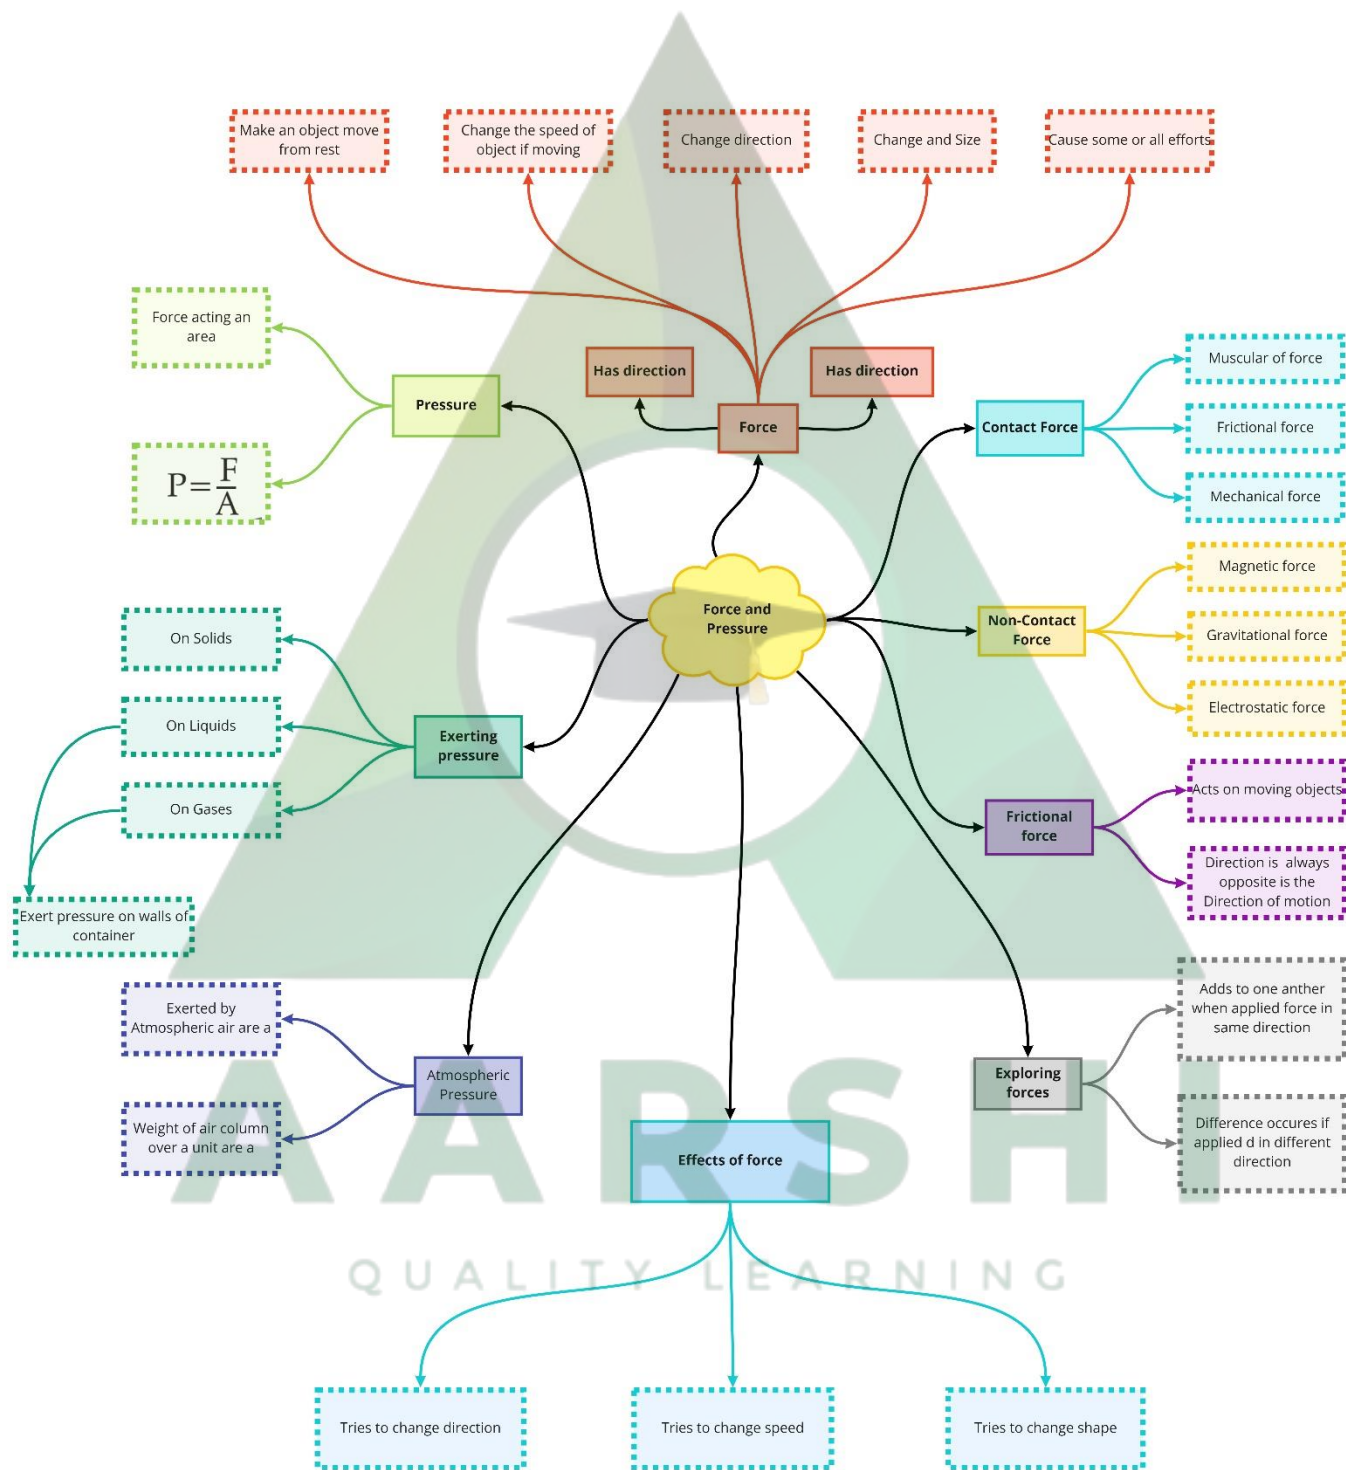 Make an object move
from rest
Change the speed of
object if moving
Change direction
Change and Size
Cause some or all efforts
Force acting an
area
Pressure
P=F/A
Has direction
Has direction
Force
Contact Force
Muscular of force
Frictional force
Mechanical force
Force and
Pressure
Non-Contact
Force
Magnetic force
Gravitational force
Electrostatic force
On Solids
On Liquids
On Gases
Exerting
pressure
Exert pressure on walls of
container
Frictional
force
Acts on moving objects
Direction is always
opposite is the
Direction of motion
Exerted by
Atmospheric air are a
Atmospheric
Pressure
Weight of air column
over a unit are a
Exploring
forces
Adds to one anther
when applied force in
same direction
Difference occures if
applied d in different
direction
Effects of force
AARSHI
QUALITY LEARNING
Tries to change direction
Tries to change speed
Tries to change shape